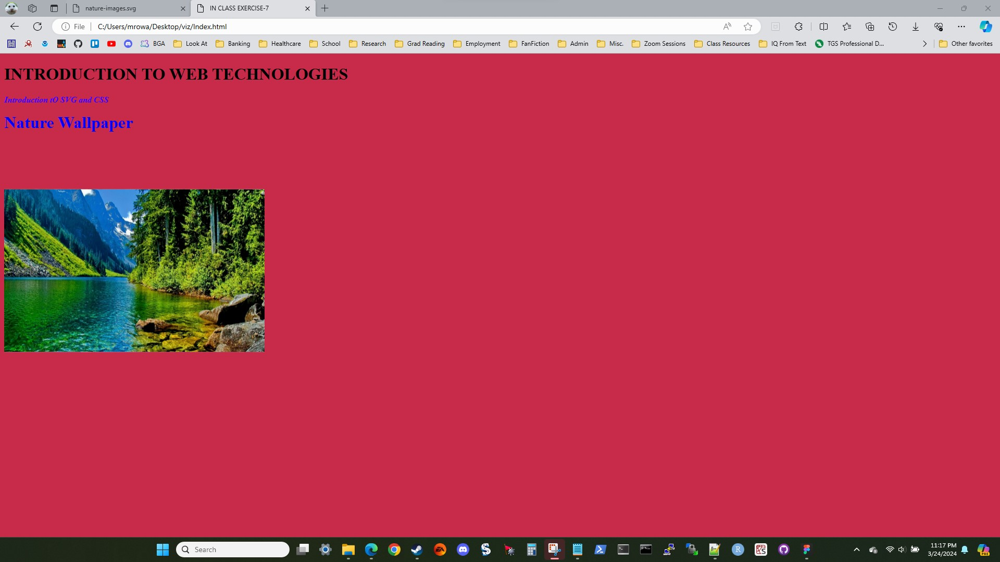 nature-images.svg
IN CLASS EXERCISE-7
File
C:/Users/mrowa/Desktop/viz/Index.html
BGA
Look At
Banking
Healthcare
School
Research
Grad Reading
Employment
FanFiction
Admin
Misc.
Zoom Sessions
Class Resources
IQ From Text
TGS Professional D...
Other favorites
INTRODUCTION TO WEB TECHNOLOGIES
Introduction tO SVG and CSS
Nature Wallpaper
Search
11:17 PM
3/24/2024